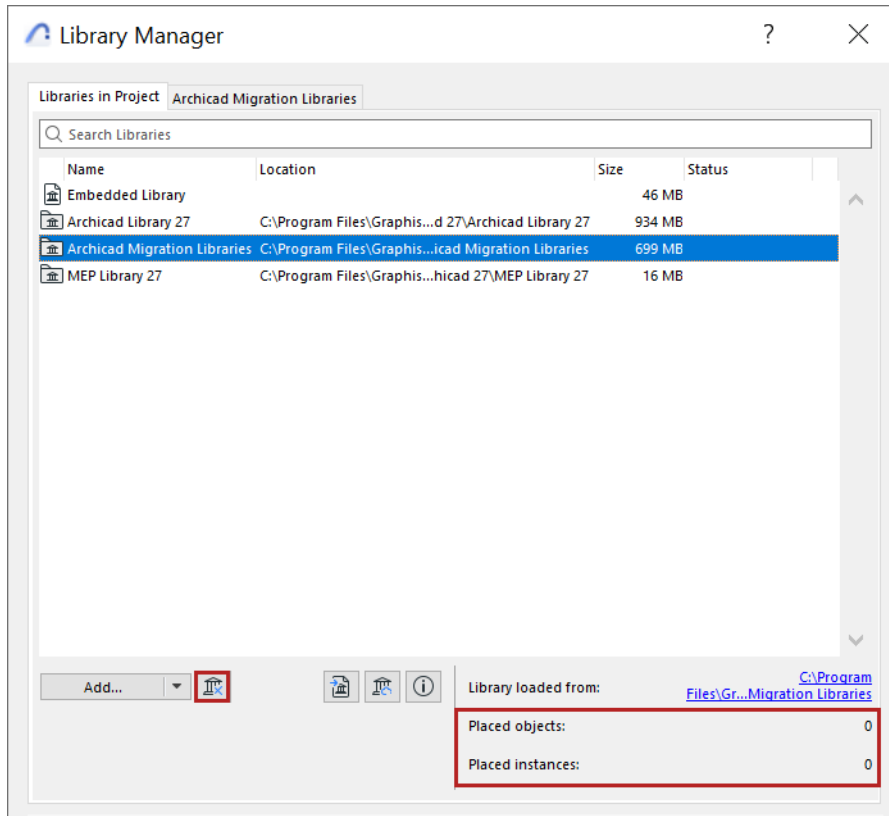 Library Manager ?
Libraries in Project Archicad Migration Libraries
Search Libraries
Name Location Size Status
Embedded Library 46 MB
Archicad Library 27 C:\Program Files\Graphis...d 27\Archicad Library 27 934 MB
Archicad Migration Libraries C:\Program Files\Graphis...icad Migration Libraries 699 MB
MEP Library 27 C:\Program Files\Graphis...hicad 27\MEP Library 27 16 MB
Add...
Library loaded from: C:\Program
Files\Gr...Migration Libraries
Placed objects: 0
Placed instances: 0